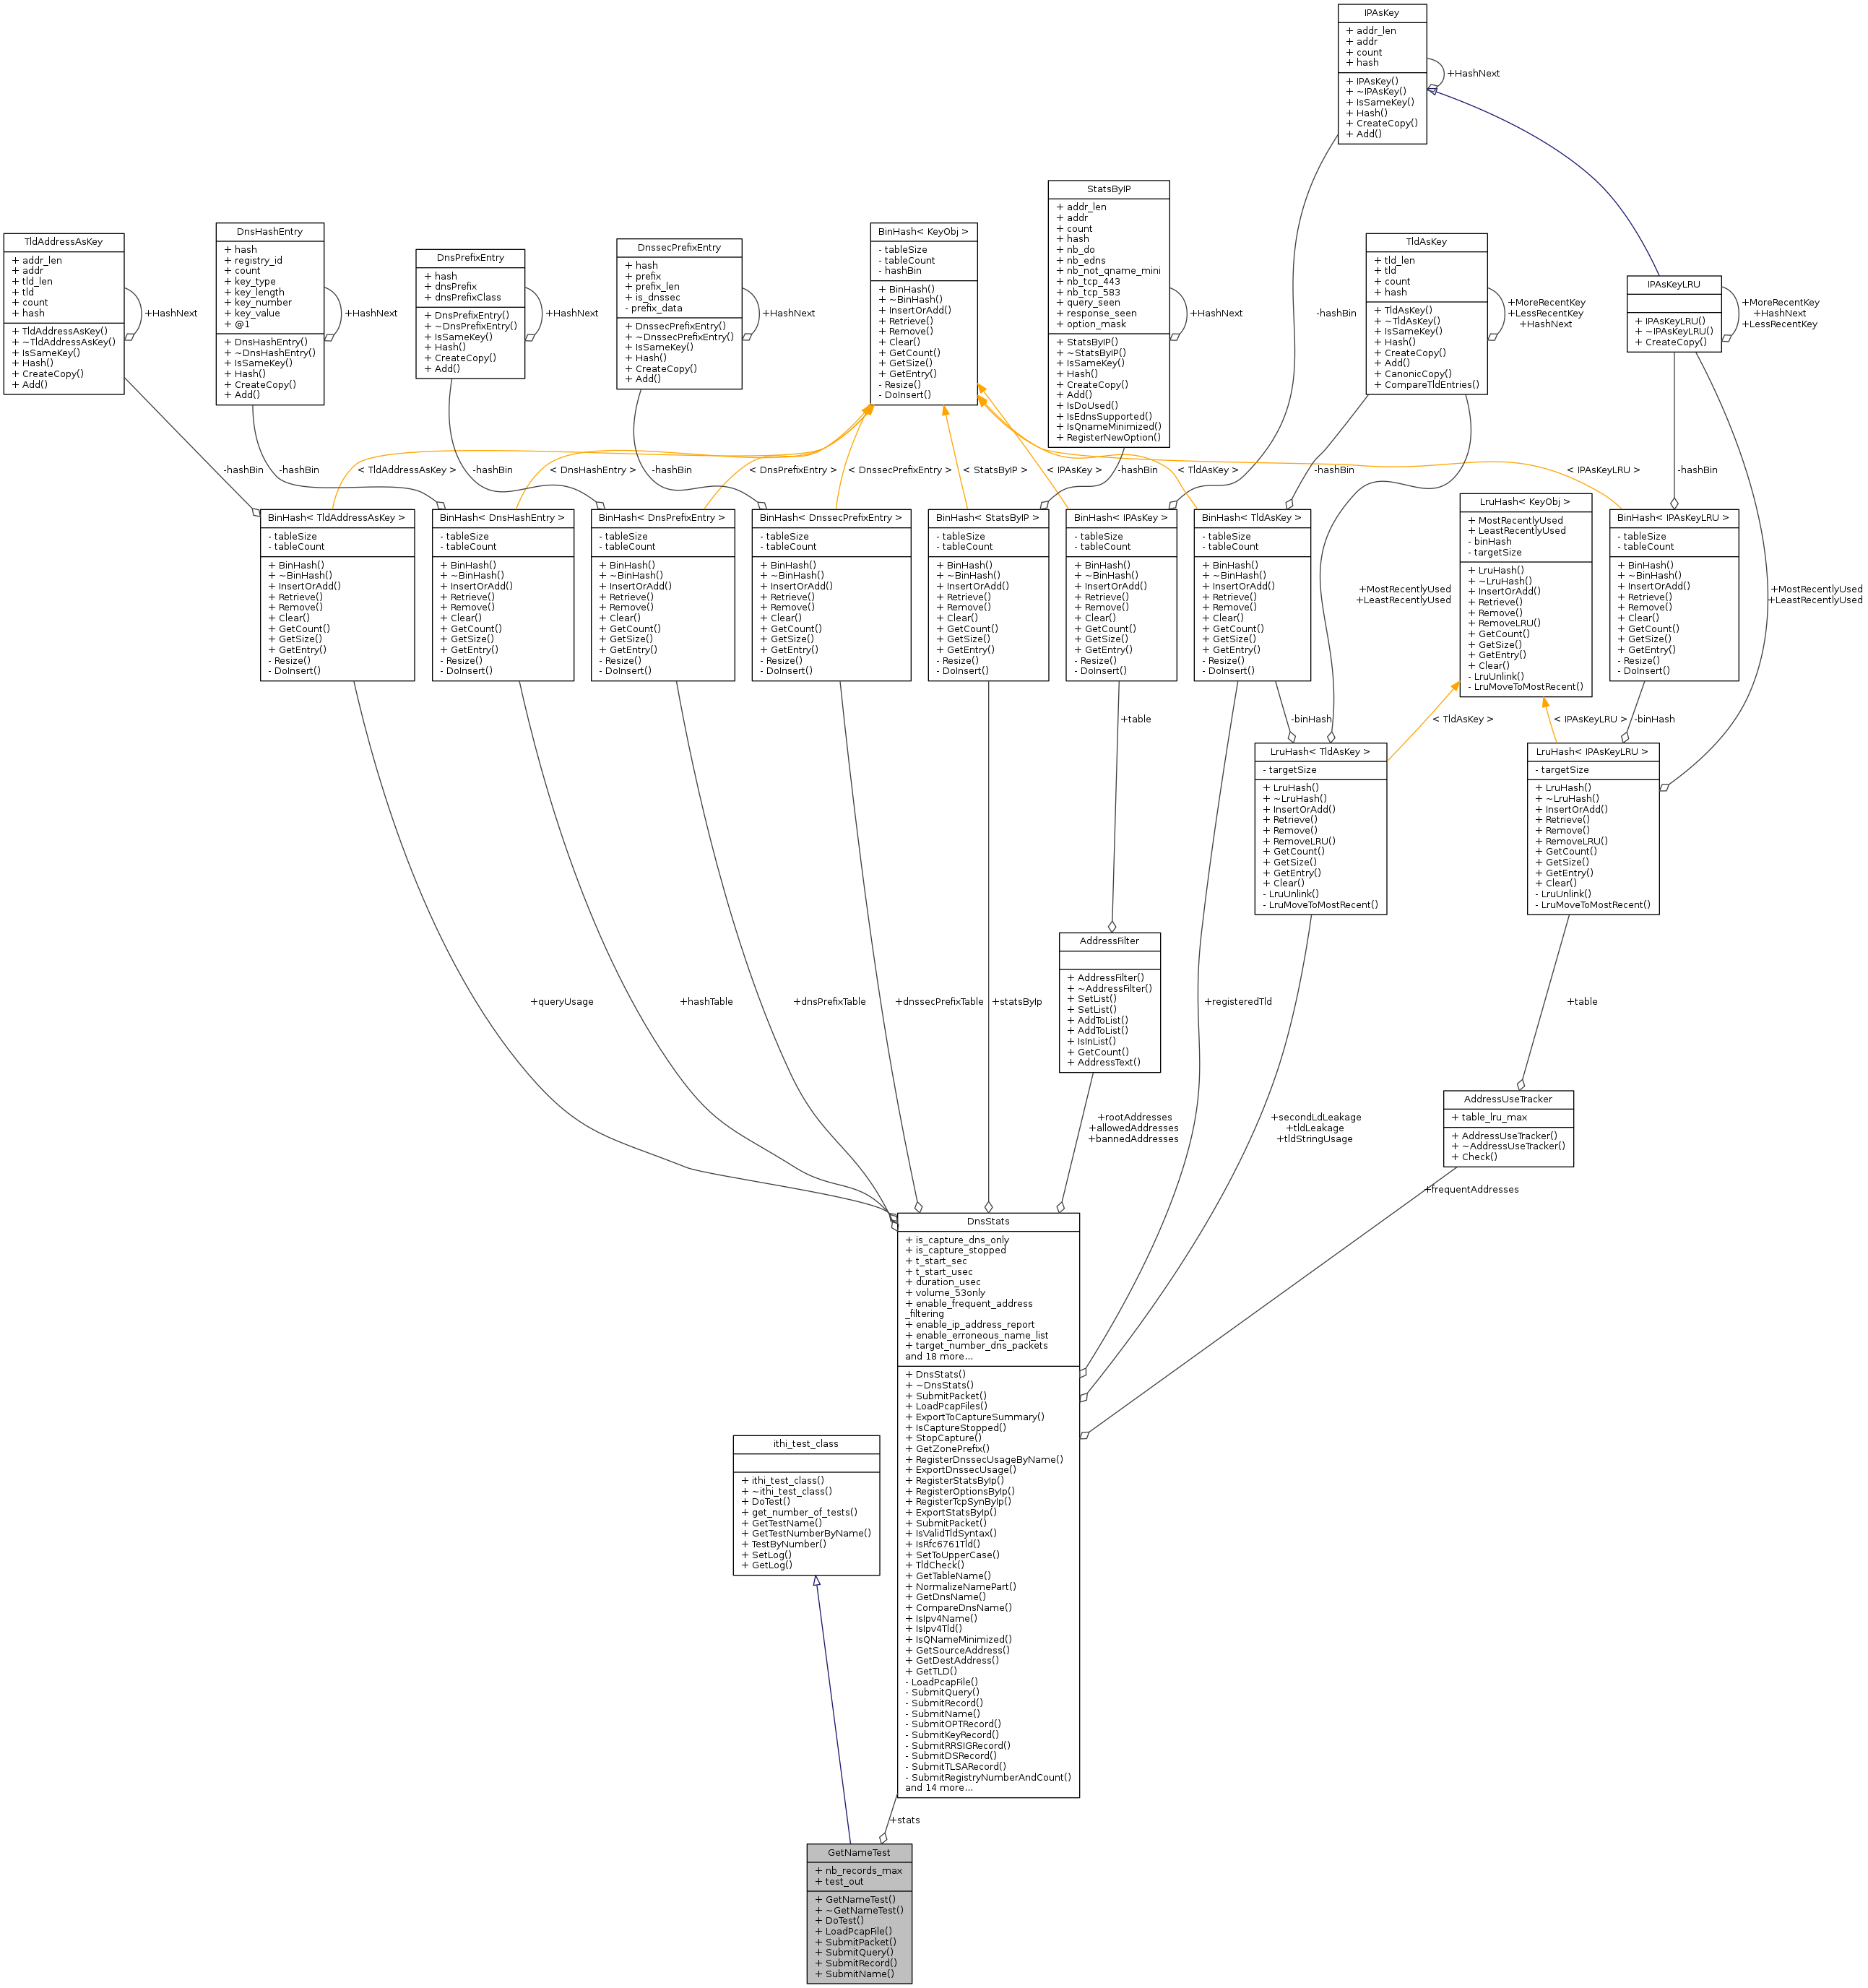 IPAsKey
+ addr_len
+ addr
+ count
+ hash
+ IPAsKey()
+ ~IPAsKey()
+ IsSameKey()
+ Hash()
+ CreateCopy()
+ Add()
+HashNext
StatsByIP
+ addr_len
+ addr
+ count
+ hash
+ nb_do
+ nb_edns
+ nb_not_qname_mini
+ nb_tcp_443
+ nb_tcp_583
+ query_seen
+ response_seen
+ option_mask
+ StatsByIP()
+ ~StatsByIP()
+ IsSameKey()
+ Hash()
+ CreateCopy()
+ Add()
+ IsDoUsed()
+ IsEdnsSupported()
+ IsQnameMinimized()
+ RegisterNewOption()
+HashNext
TldAddressAsKey
+ addr_len
+ addr
+ tld_len
+ tld
+ count
+ hash
+ TldAddressAsKey()
+ ~TldAddressAsKey()
+ IsSameKey()
+ Hash()
+ CreateCopy()
+ Add()
+HashNext
DnsHashEntry
+ hash
+ registry_id
+ count
+ key_type
+ key_length
+ key_number
+ key_value
+ @1
+ DnsHashEntry()
+ ~DnsHashEntry()
+ IsSameKey()
+ Hash()
+ CreateCopy()
+ Add()
+HashNext
DnsPrefixEntry
+ hash
+ dnsPrefix
+ dnsPrefixClass
+ DnsPrefixEntry()
+ ~DnsPrefixEntry()
+ IsSameKey()
+ Hash()
+ CreateCopy()
+ Add()
+HashNext
DnssecPrefixEntry
+ hash
+ prefix
+ prefix_len
+ is_dnssec
- prefix_data
+ DnssecPrefixEntry()
+ ~DnssecPrefixEntry()
+ IsSameKey()
+ Hash()
+ CreateCopy()
+ Add()
+HashNext
BinHash< KeyObj >
- tableSize
- tableCount
- hashBin
+ BinHash()
+ ~BinHash()
+ InsertOrAdd()
+ Retrieve()
+ Remove()
+ Clear()
+ GetCount()
+ GetSize()
+ GetEntry()
- Resize()
- DoInsert()
-hashBin
TldAsKey
+ tld_len
+ tld
+ count
+ hash
+ TldAsKey()
+ ~TldAsKey()
+ IsSameKey()
+ Hash()
+ CreateCopy()
+ Add()
+ CanonicCopy()
+ CompareTldEntries()
+MoreRecentKey
+LessRecentKey
+HashNext
IPAsKeyLRU
+ IPAsKeyLRU()
+ ~IPAsKeyLRU()
+ CreateCopy()
+MoreRecentKey
+HashNext
+LessRecentKey
-hashBin
< TldAddressAsKey >
-hashBin
< DnsHashEntry >
-hashBin
< DnsPrefixEntry >
-hashBin
< DnssecPrefixEntry >
< StatsByIP >
< IPAsKey >
-hashBin
< TldAsKey >
-hashBin
< IPAsKeyLRU >
-hashBin
BinHash< TldAddressAsKey >
- tableSize
- tableCount
+ BinHash()
+ ~BinHash()
+ InsertOrAdd()
+ Retrieve()
+ Remove()
+ Clear()
+ GetCount()
+ GetSize()
+ GetEntry()
- Resize()
- DoInsert()
BinHash< DnsHashEntry >
- tableSize
- tableCount
+ BinHash()
+ ~BinHash()
+ InsertOrAdd()
+ Retrieve()
+ Remove()
+ Clear()
+ GetCount()
+ GetSize()
+ GetEntry()
- Resize()
- DoInsert()
BinHash< DnsPrefixEntry >
- tableSize
- tableCount
+ BinHash()
+ ~BinHash()
+ InsertOrAdd()
+ Retrieve()
+ Remove()
+ Clear()
+ GetCount()
+ GetSize()
+ GetEntry()
- Resize()
- DoInsert()
BinHash< DnssecPrefixEntry >
- tableSize
- tableCount
+ BinHash()
+ ~BinHash()
+ InsertOrAdd()
+ Retrieve()
+ Remove()
+ Clear()
+ GetCount()
+ GetSize()
+ GetEntry()
- Resize()
- DoInsert()
BinHash< StatsByIP >
- tableSize
- tableCount
+ BinHash()
+ ~BinHash()
+ InsertOrAdd()
+ Retrieve()
+ Remove()
+ Clear()
+ GetCount()
+ GetSize()
+ GetEntry()
- Resize()
- DoInsert()
BinHash< IPAsKey >
- tableSize
- tableCount
+ BinHash()
+ ~BinHash()
+ InsertOrAdd()
+ Retrieve()
+ Remove()
+ Clear()
+ GetCount()
+ GetSize()
+ GetEntry()
- Resize()
- DoInsert()
BinHash< TldAsKey >
- tableSize
- tableCount
+ BinHash()
+ ~BinHash()
+ InsertOrAdd()
+ Retrieve()
+ Remove()
+ Clear()
+ GetCount()
+ GetSize()
+ GetEntry()
- Resize()
- DoInsert()
+MostRecentlyUsed
+LeastRecentlyUsed
LruHash< KeyObj >
+ MostRecentlyUsed
+ LeastRecentlyUsed
- binHash
- targetSize
+ LruHash()
+ ~LruHash()
+ InsertOrAdd()
+ Retrieve()
+ Remove()
+ RemoveLRU()
+ GetCount()
+ GetSize()
+ GetEntry()
+ Clear()
- LruUnlink()
- LruMoveToMostRecent()
BinHash< IPAsKeyLRU >
- tableSize
- tableCount
+ BinHash()
+ ~BinHash()
+ InsertOrAdd()
+ Retrieve()
+ Remove()
+ Clear()
+ GetCount()
+ GetSize()
+ GetEntry()
- Resize()
- DoInsert()
+MostRecentlyUsed
+LeastRecentlyUsed
+table
-binHash
< TldAsKey >
< IPAsKeyLRU >
-binHash
LruHash< TldAsKey >
- targetSize
+ LruHash()
+ ~LruHash()
+ InsertOrAdd()
+ Retrieve()
+ Remove()
+ RemoveLRU()
+ GetCount()
+ GetSize()
+ GetEntry()
+ Clear()
- LruUnlink()
- LruMoveToMostRecent()
LruHash< IPAsKeyLRU >
- targetSize
+ LruHash()
+ ~LruHash()
+ InsertOrAdd()
+ Retrieve()
+ Remove()
+ RemoveLRU()
+ GetCount()
+ GetSize()
+ GetEntry()
+ Clear()
- LruUnlink()
- LruMoveToMostRecent()
AddressFilter
+ AddressFilter()
+ ~AddressFilter()
+ SetList()
+ SetList()
+ AddToList()
+ AddToList()
+ IsInList()
+ GetCount()
+ AddressText()
+queryUsage
+hashTable
+dnsPrefixTable
+dnssecPrefixTable
+statsByIp
+registeredTld
+table
AddressUseTracker
+ table_lru_max
+ AddressUseTracker()
+ ~AddressUseTracker()
+ Check()
+rootAddresses
+allowedAddresses
+bannedAddresses
+secondLdLeakage
+tldLeakage
+tldStringUsage
+frequentAddresses
DnsStats
+ is_capture_dns_only
+ is_capture_stopped
+ t_start_sec
+ t_start_usec
+ duration_usec
+ volume_53only
+ enable_frequent_address
_filtering
+ enable_ip_address_report
+ enable_erroneous_name_list
+ target_number_dns_packets
and 18 more...
+ DnsStats()
+ ~DnsStats()
+ SubmitPacket()
+ LoadPcapFiles()
+ ExportToCaptureSummary()
+ IsCaptureStopped()
+ StopCapture()
+ GetZonePrefix()
+ RegisterDnssecUsageByName()
+ ExportDnssecUsage()
+ RegisterStatsByIp()
+ RegisterOptionsByIp()
+ RegisterTcpSynByIp()
+ ExportStatsByIp()
+ SubmitPacket()
+ IsValidTldSyntax()
+ IsRfc6761Tld()
+ SetToUpperCase()
+ TldCheck()
+ GetTableName()
+ NormalizeNamePart()
+ GetDnsName()
+ CompareDnsName()
+ IsIpv4Name()
+ IsIpv4Tld()
+ IsQNameMinimized()
+ GetSourceAddress()
+ GetDestAddress()
+ GetTLD()
- LoadPcapFile()
- SubmitQuery()
- SubmitRecord()
- SubmitName()
- SubmitOPTRecord()
- SubmitKeyRecord()
- SubmitRRSIGRecord()
- SubmitDSRecord()
- SubmitTLSARecord()
- SubmitRegistryNumberAndCount()
and 14 more...
ithi_test_class
+ ithi_test_class()
+ ~ithi_test_class()
+ DoTest()
+ get_number_of_tests()
+ GetTestName()
+ GetTestNumberByName()
+ TestByNumber()
+ SetLog()
+ GetLog()
+stats
GetNameTest
+ nb_records_max
+ test_out
+ GetNameTest()
+ ~GetNameTest()
+ DoTest()
+ LoadPcapFile()
+ SubmitPacket()
+ SubmitQuery()
+ SubmitRecord()
+ SubmitName()